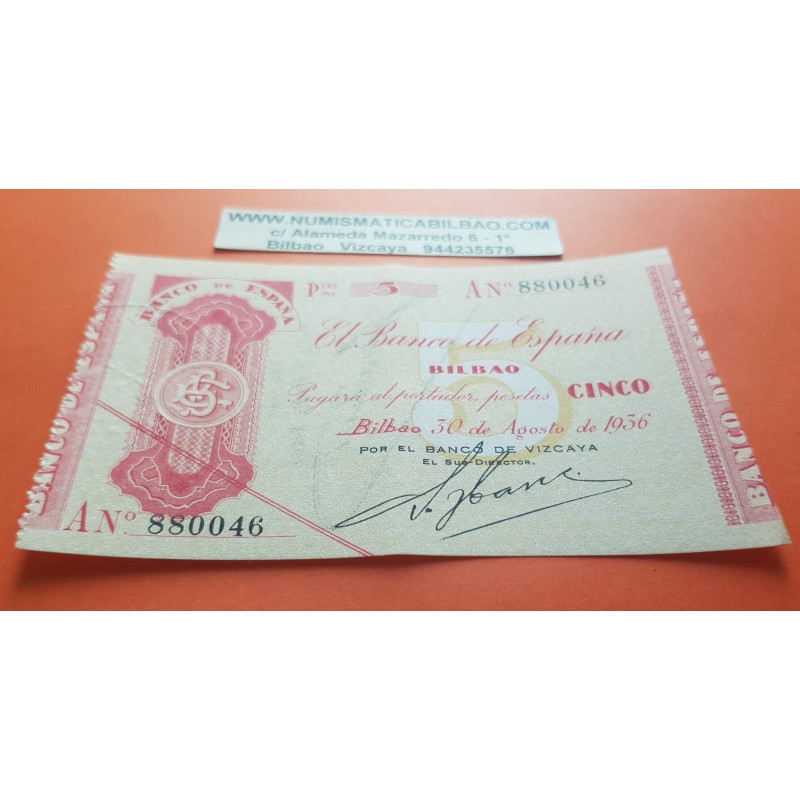 WWW.NUMISMATICABILBAO.COM
c/ Alameda Mazarredo 6 - 1ª
Bilbao Vizcaya 944235576
BANCO DE ESPAÑA
BANCO DE ESPAÑA
Ptas 5 A Nº 880046
El Banco de España
5
BILBAO
Pagará al portador, pesetas CINCO
Bilbao 30 de Agosto de 1936
POR EL BANCO DE VIZCAYA
EL SUB-DIRECTOR.
A Nº 880046
BANCO DE ESPAÑA